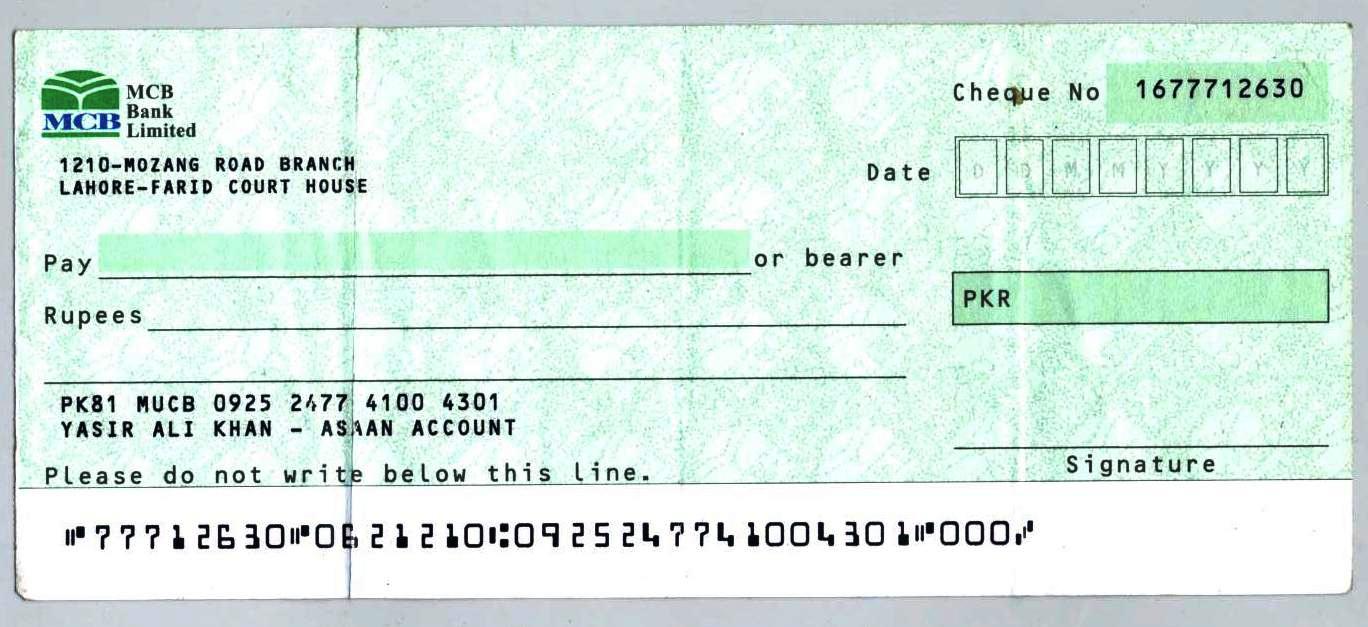 MCB
MCB
Bank
Limited
1210-MOZANG ROAD BRANCH
LAHORE-FARID COURT HOUSE
Cheque No 1677712630
Date D D M M Y Y Y Y
Pay or bearer
Rupees
PKR
PK81 MUCB 0925 2477 4100 4301
YASIR ALI KHAN - ASAAN ACCOUNT
Signature
Please do not write below this line.
⑈77712630⑈0621210⑆0925247741004301⑈000⑇